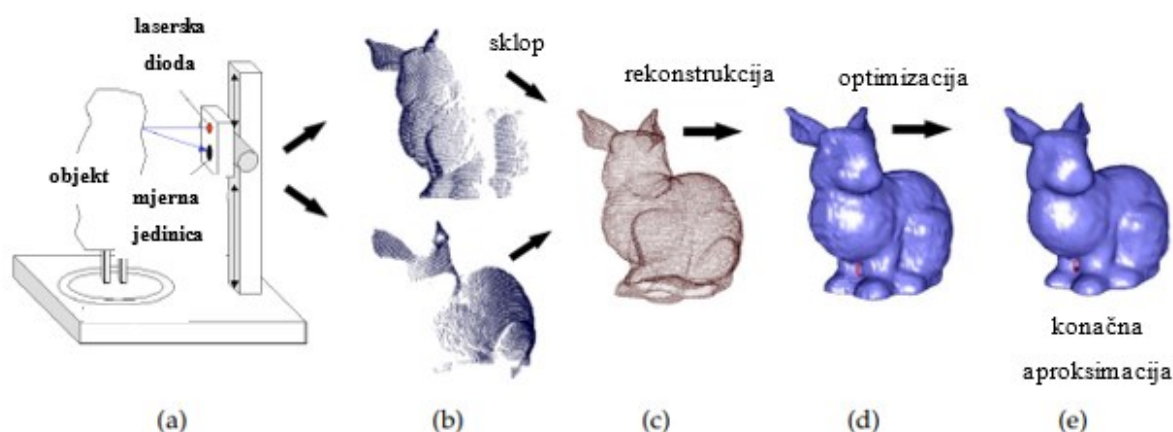 laserska
dioda
objekt
mjerna
jedinica
sklop
rekonstrukcija
optimizacija
konačna
aproksimacija
(a)
(b)
(c)
(d)
(e)